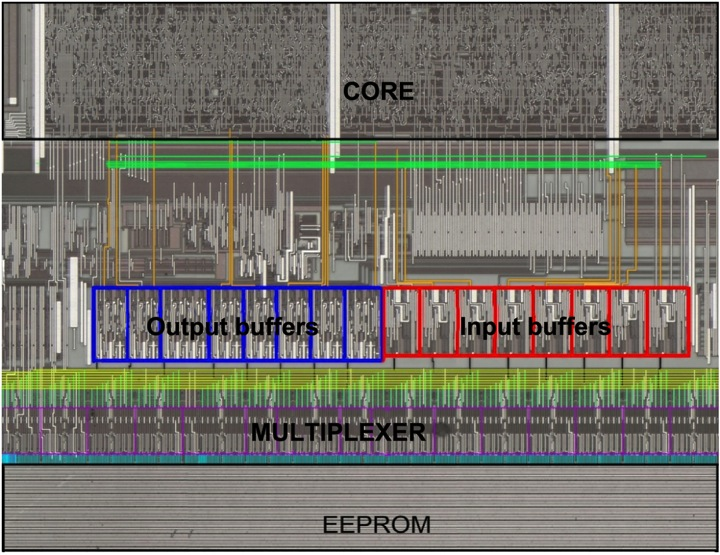 CORE
Output buffers
Input buffers
MULTIPLEXER
EEPROM